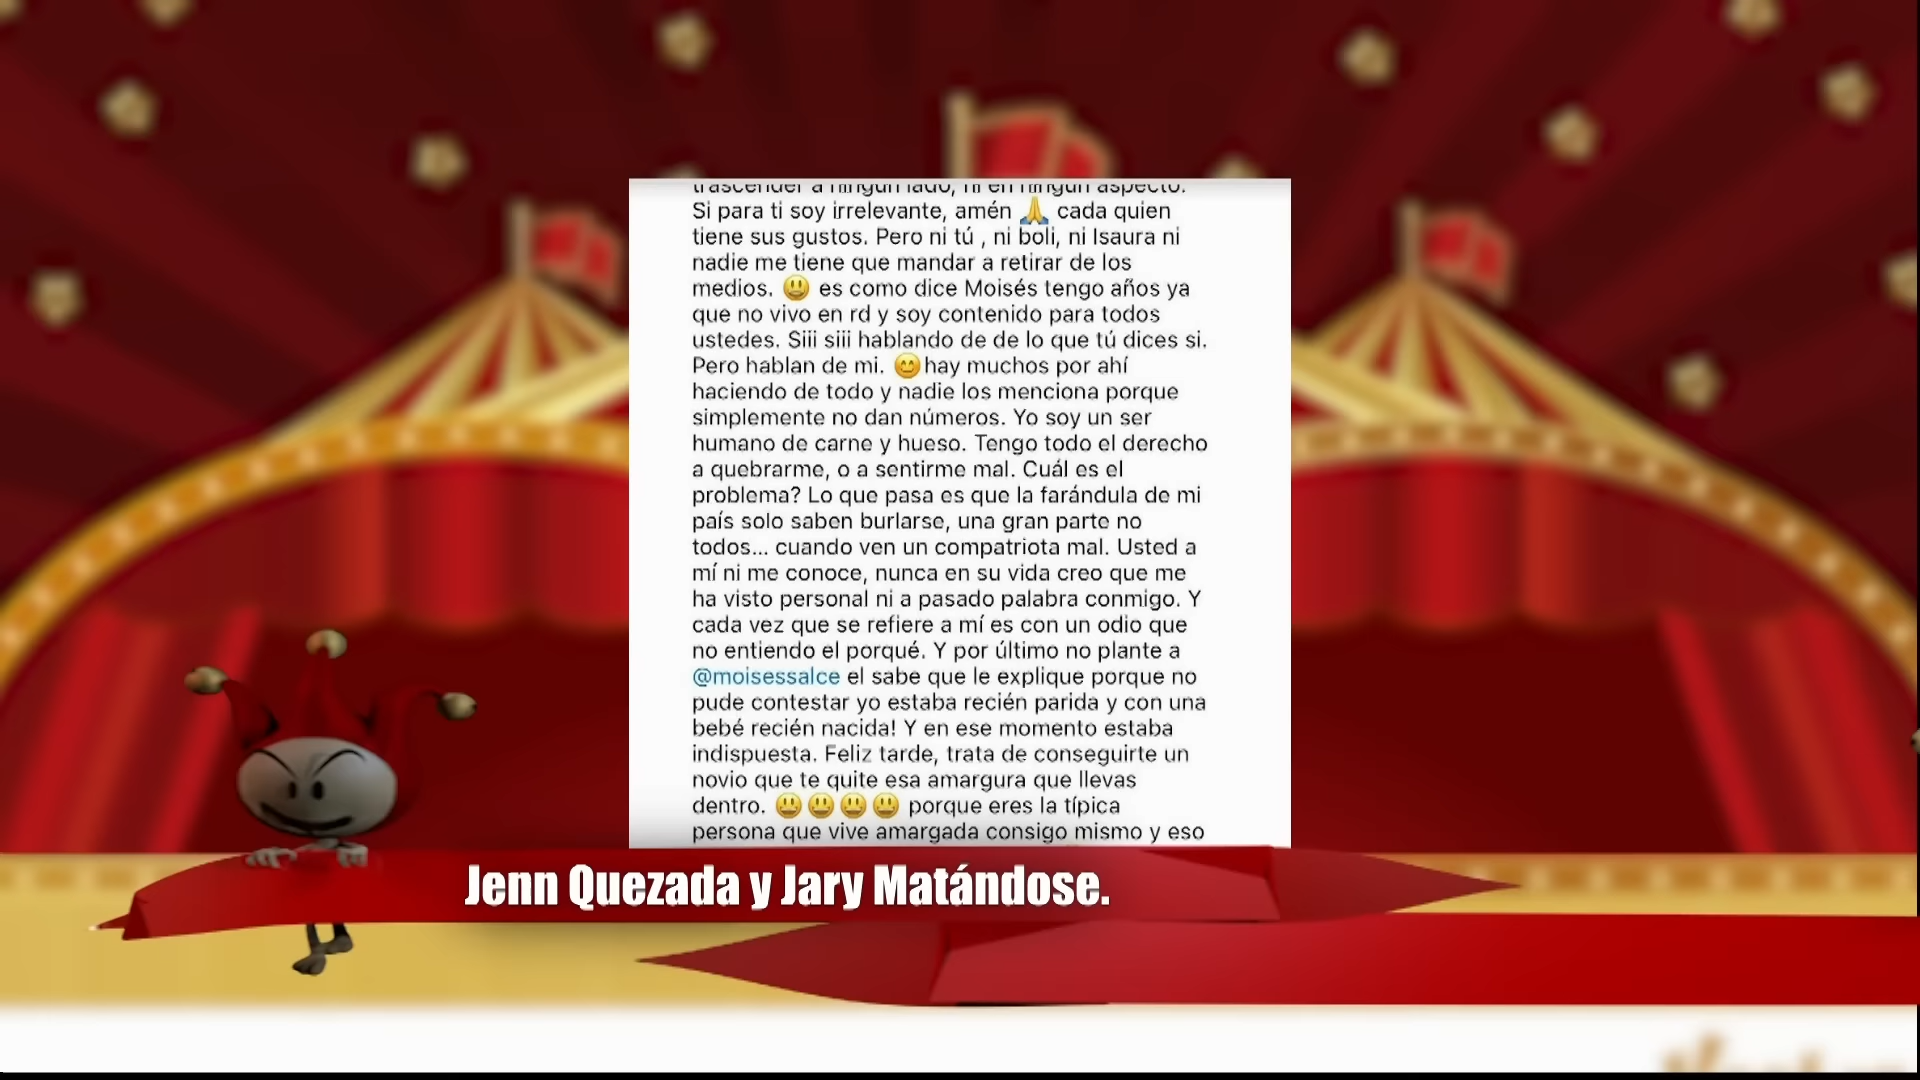 trascender a ningún lado, ni en ningún aspecto.
Si para ti soy irrelevante, amén 🙏 cada quien
tiene sus gustos. Pero ni tú , ni boli, ni Isaura ni
nadie me tiene que mandar a retirar de los
medios. 😃 es como dice Moisés tengo años ya
que no vivo en rd y soy contenido para todos
ustedes. Siii siii hablando de de lo que tú dices si.
Pero hablan de mi. 😊hay muchos por ahí
haciendo de todo y nadie los menciona porque
simplemente no dan números. Yo soy un ser
humano de carne y hueso. Tengo todo el derecho
a quebrarme, o a sentirme mal. Cuál es el
problema? Lo que pasa es que la farándula de mi
país solo saben burlarse, una gran parte no
todos... cuando ven un compatriota mal. Usted a
mí ni me conoce, nunca en su vida creo que me
ha visto personal ni a pasado palabra conmigo. Y
cada vez que se refiere a mí es con un odio que
no entiendo el porqué. Y por último no plante a
@moisessalce el sabe que le explique porque no
pude contestar yo estaba recién parida y con una
bebé recién nacida! Y en ese momento estaba
indispuesta. Feliz tarde, trata de conseguirte un
novio que te quite esa amargura que llevas
dentro. 😃😃😃😃 porque eres la típica
persona que vive amargada consigo mismo y eso
Jenn Quezada y Jary Matándose.